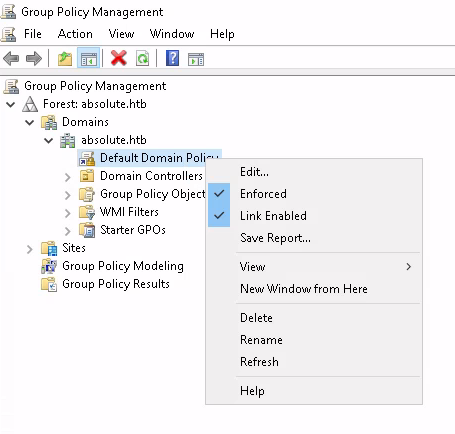 Group Policy Management
File Action View Window Help
Group Policy Management
Forest: absolute.htb
Domains
absolute.htb
Default Domain Policy
Domain Controllers
Group Policy Object
WMI Filters
Starter GPOs
Sites
Group Policy Modeling
Group Policy Results
Edit...
Enforced
Link Enabled
Save Report...
View
New Window from Here
Delete
Rename
Refresh
Help